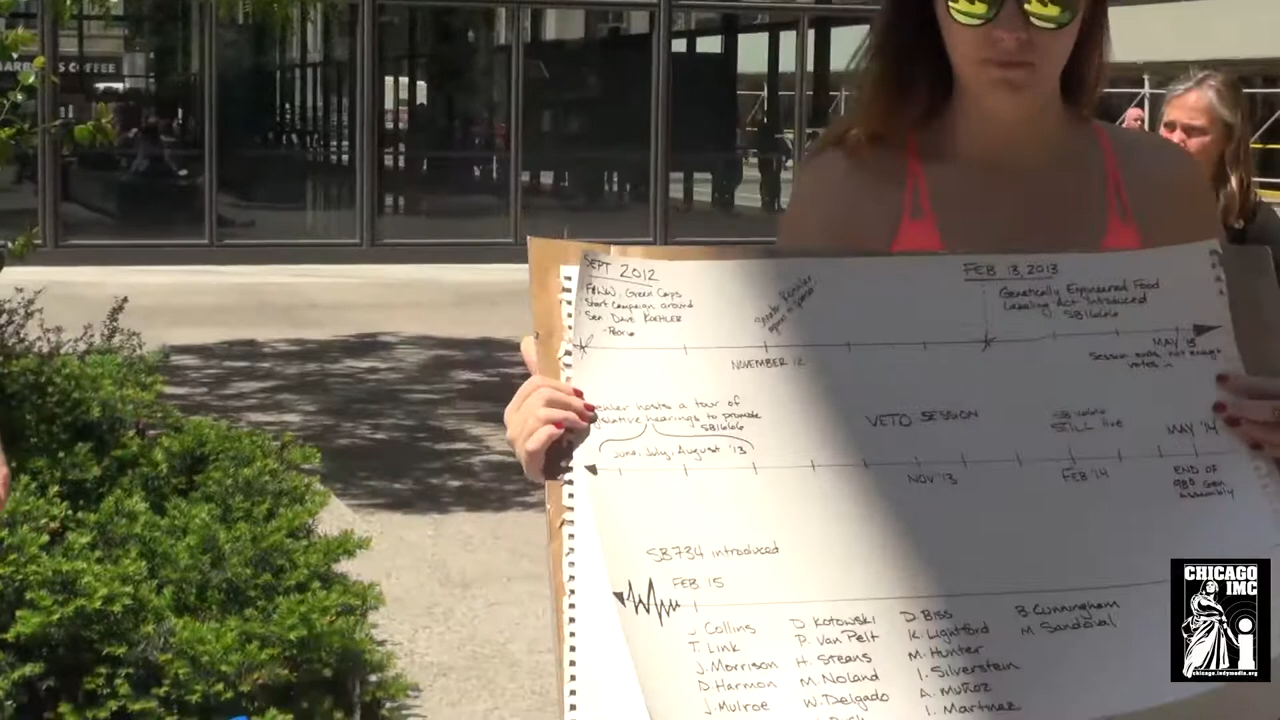 COFFEE
SEPT 2012
F&WW, Green Corps
Start campaign around
Sen. DAVE KOEHLER
-Peoria
NOVEMBER '12
FEB 13, 2013
Genetically Engineered Food
Labeling Act Introduced
SB1666
MAY '13
Session ends, not enough
votes in
hosts a tour of
hearings to promote
SB1666
June, July, August '13
VETO SESSION
NOV '13
STILL live
FEB '14
MAY '14
END OF
98th Gen
Assembly
SB734 introduced
FEB 15
J Collins
T. Link
J. Morrison
D. Harmon
J. Mulroe
D. Kotowski
P. Van Pelt
H. Steans
M. Noland
W. Delgado
D. Biss
K. Lightford
M. Hunter
I. Silverstein
A. Muñoz
I. Martinez
B. Cunningham
M. Sandoval
CHICAGO
IMC
chicago.indymedia.org